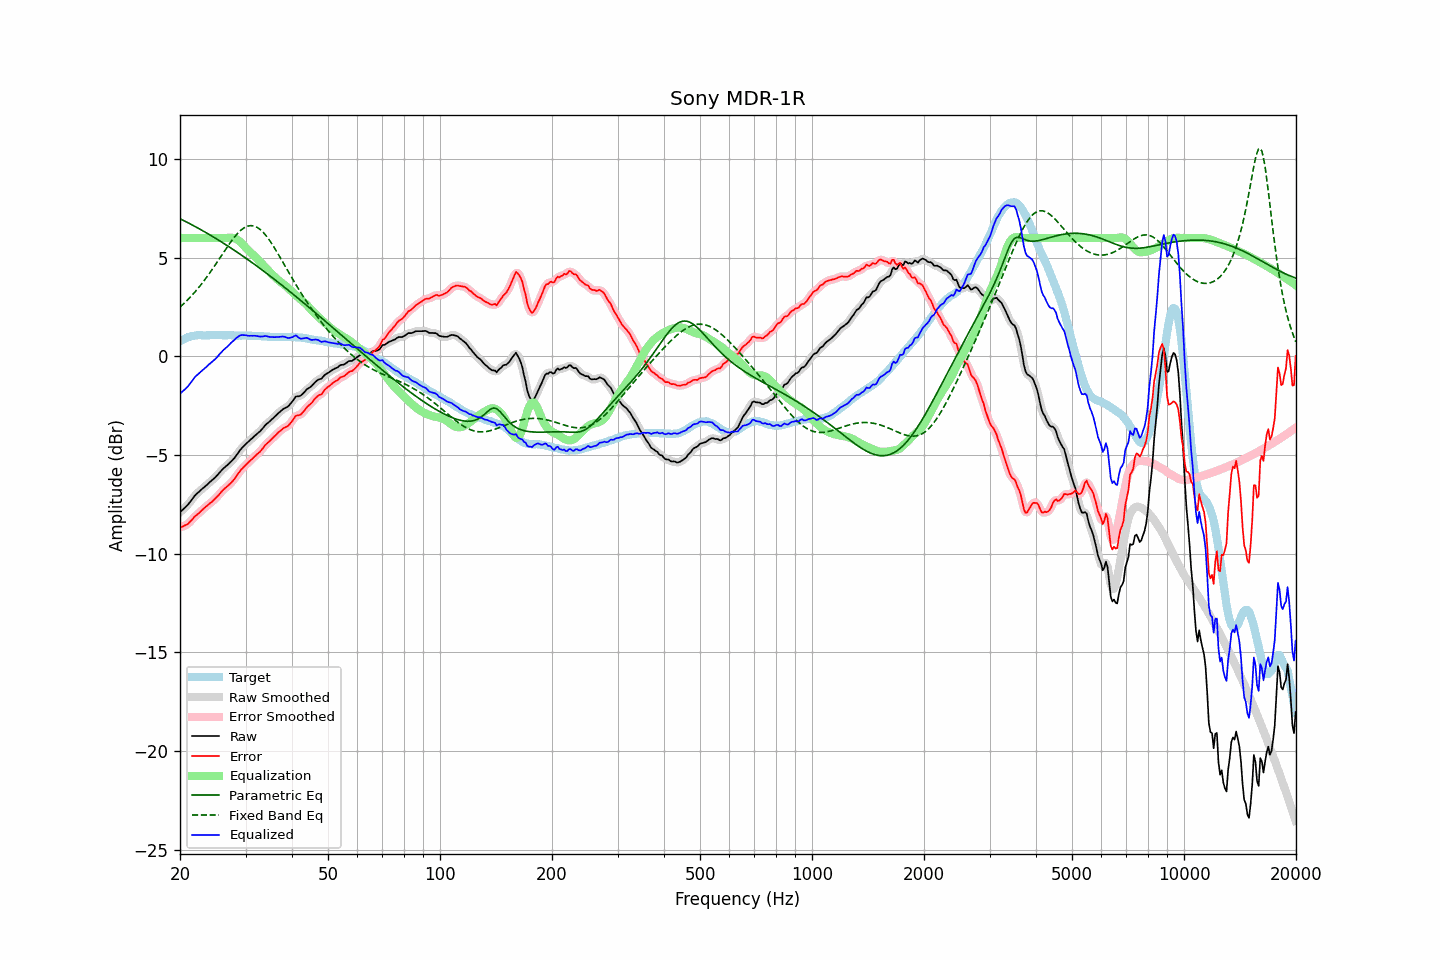 Sony MDR-1R
Amplitude (dBr)
10
5
0
−5
−10
−15
−20
−25
Target
Raw Smoothed
Error Smoothed
Raw
Error
Equalization
Parametric Eq
Fixed Band Eq
Equalized
20 50 100 200 500 1000 2000 5000 10000 20000
Frequency (Hz)